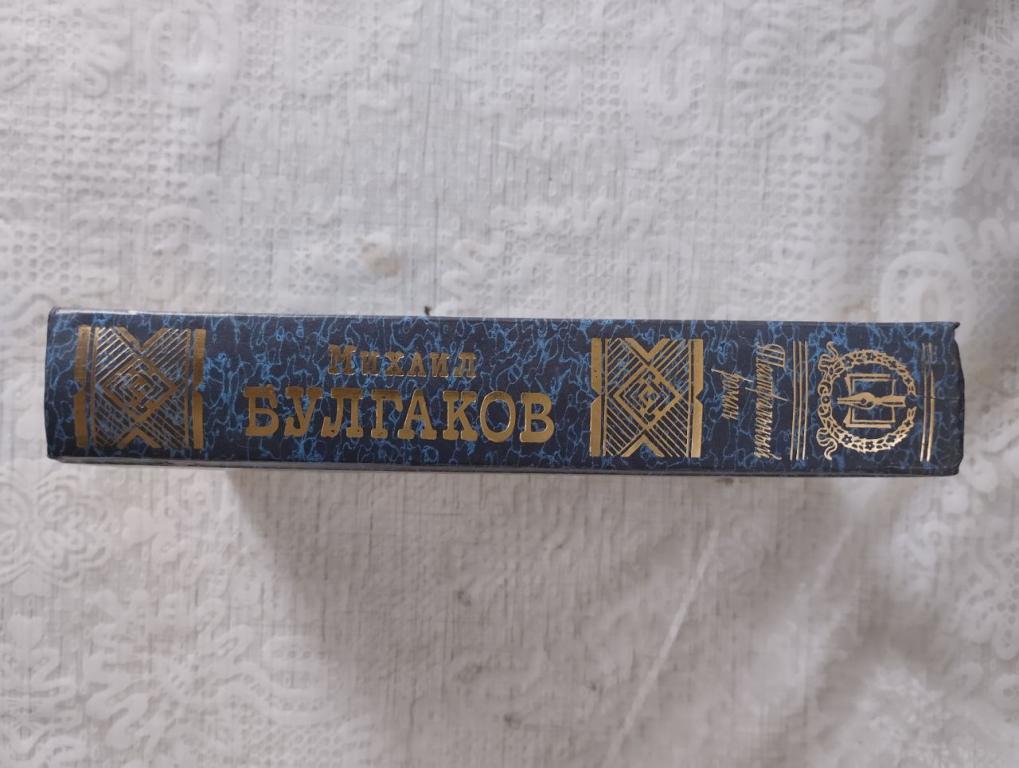 Михаил
БУЛГАКОВ
Театральный
роман